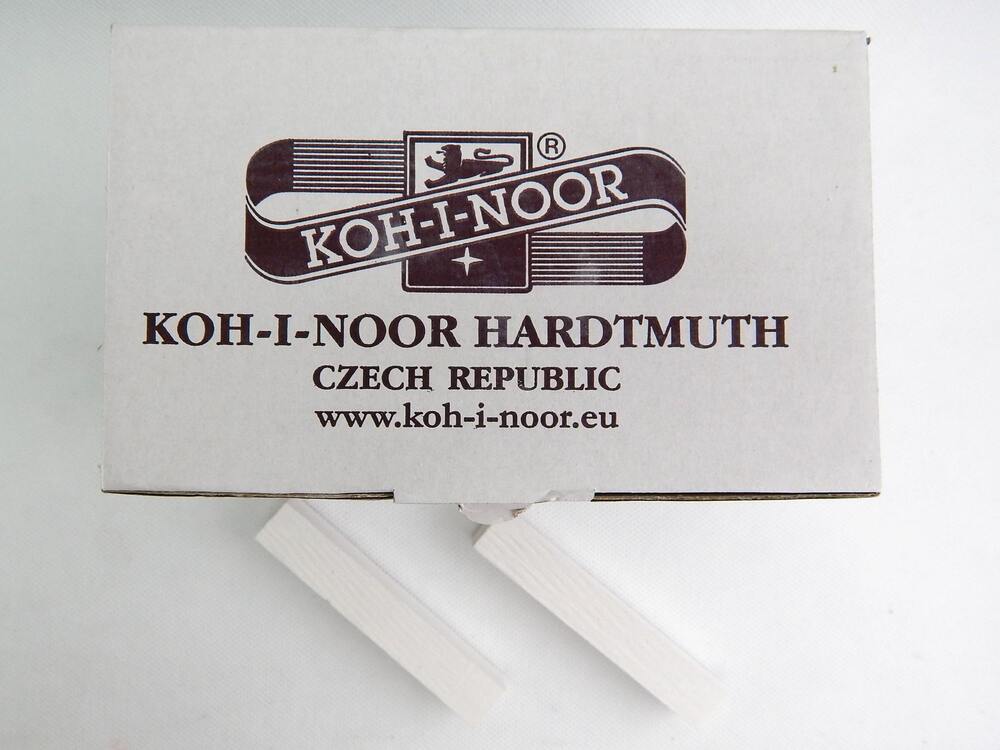 ®
KOH-I-NOOR
KOH-I-NOOR HARDTMUTH
CZECH REPUBLIC
www.koh-i-noor.eu